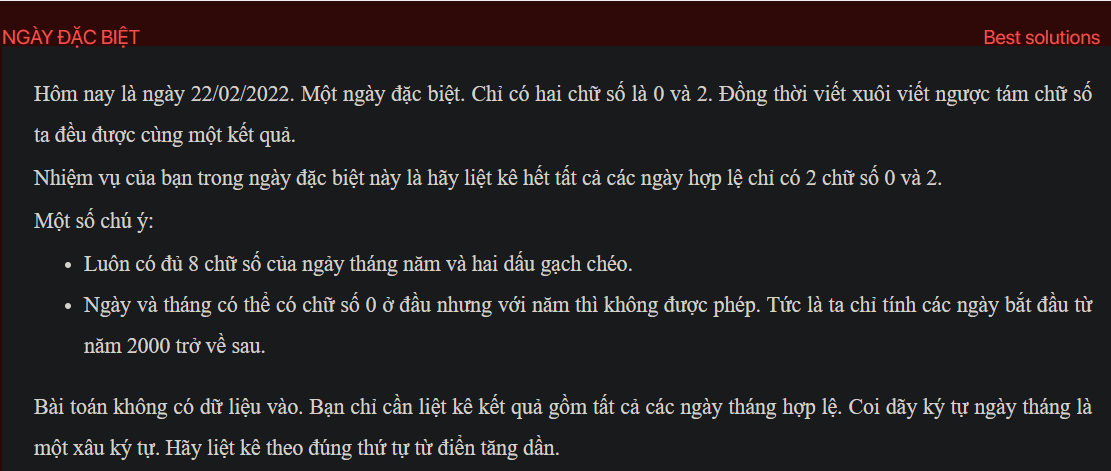 NGÀY ĐẶC BIỆT
Best solutions
Hôm nay là ngày 22/02/2022. Một ngày đặc biệt. Chỉ có hai chữ số là 0 và 2. Đồng thời viết xuôi viết ngược tám chữ số
ta đều được cùng một kết quả.
Nhiệm vụ của bạn trong ngày đặc biệt này là hãy liệt kê hết tất cả các ngày hợp lệ chỉ có 2 chữ số 0 và 2.
Một số chú ý:
• Luôn có đủ 8 chữ số của ngảy tháng năm và hai dấu gạch chéo.
• Ngày và tháng có thể có chữ số 0 ở đầu nhưng với năm thì không được phép. Tức là ta chỉ tính các ngày bắt đầu từ
năm 2000 trở về sau.
Bài toán không có dữ liệu vào. Bạn chỉ cần liệt kê kết quả gồm tất cả các ngày tháng hợp lệ. Coi dãy ký tự ngày tháng là
một xâu ký tự. Hãy liệt kê theo đúng thứ tự từ điển tăng dần.